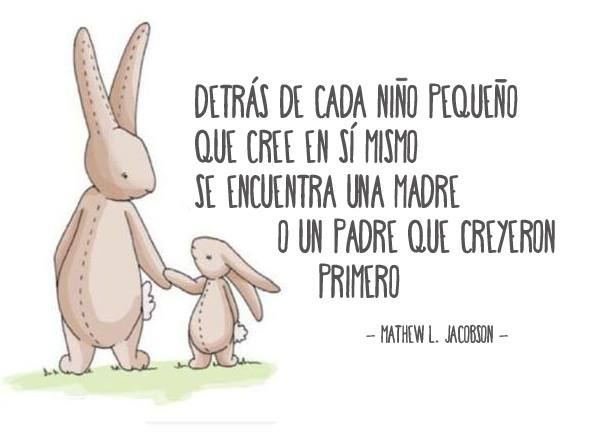 DETRÁS DE CADA NIÑO PEQUEÑO
QUE CREE EN SÍ MISMO
SE ENCUENTRA UNA MADRE
O UN PADRE QUE CREYERON
PRIMERO
– MATHEW L. JACOBSON –